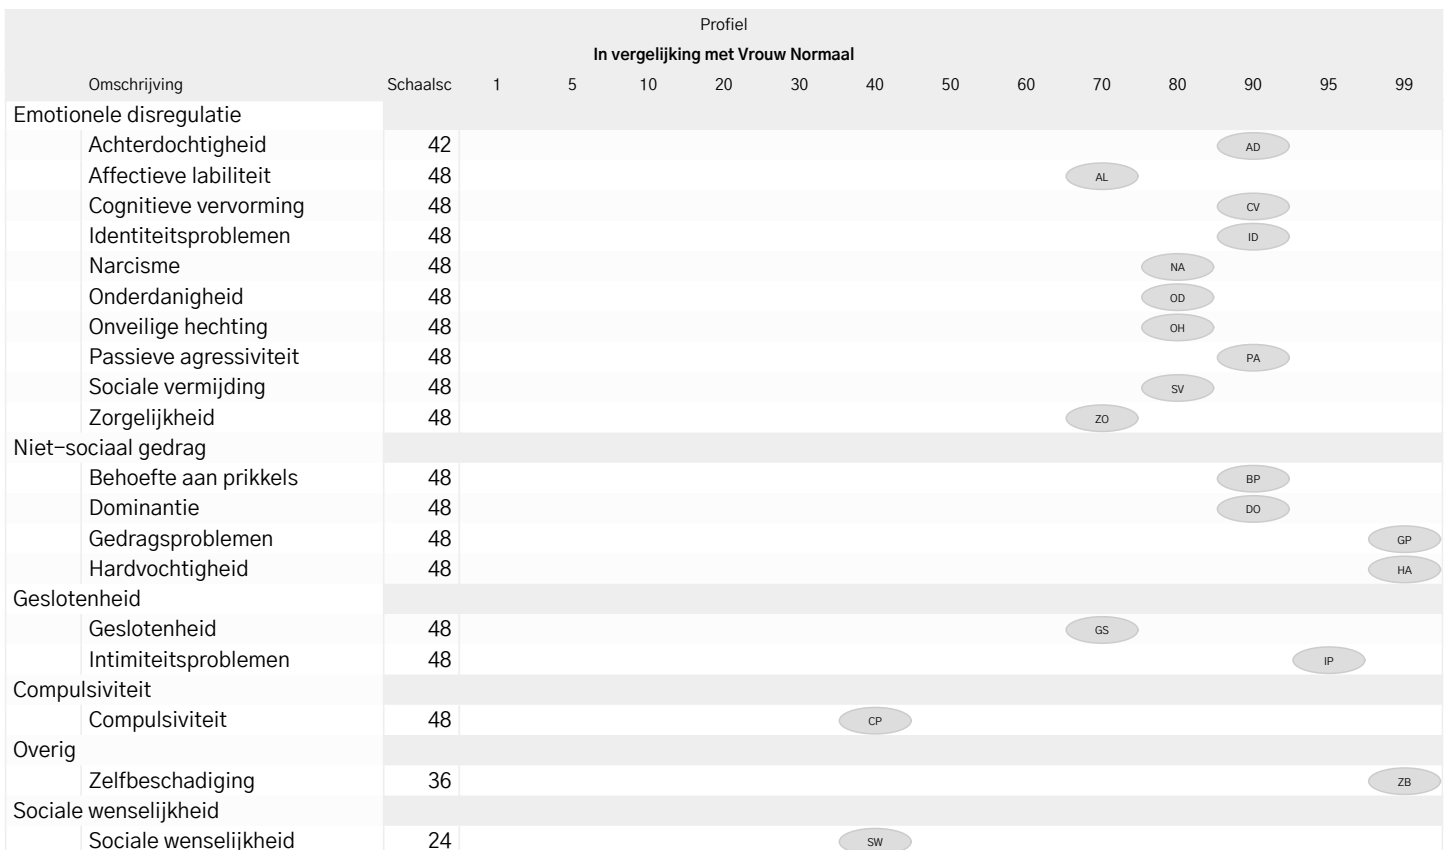 Profiel
In vergelijking met Vrouw Normaal
Omschrijving Schaalsc 1 5 10 20 30 40 50 60 70 80 90 95 99
Emotionele disregulatie
Achterdochtigheid 42 AD
Affectieve labiliteit 48 AL
Cognitieve vervorming 48 CV
Identiteitsproblemen 48 ID
Narcisme 48 NA
Onderdanigheid 48 OD
Onveilige hechting 48 OH
Passieve agressiviteit 48 PA
Sociale vermijding 48 SV
Zorgelijkheid 48 ZO
Niet-sociaal gedrag
Behoefte aan prikkels 48 BP
Dominantie 48 DO
Gedragsproblemen 48 GP
Hardvochtigheid 48 HA
Geslotenheid
Geslotenheid 48 GS
Intimiteitsproblemen 48 IP
Compulsiviteit
Compulsiviteit 48 CP
Overig
Zelfbeschadiging 36 ZB
Sociale wenselijkheid
Sociale wenselijkheid 24 SW